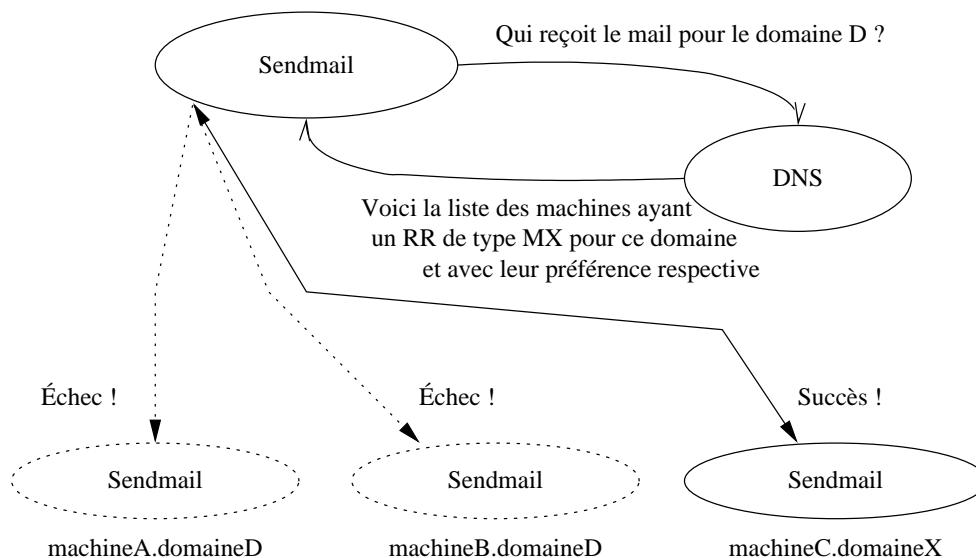 Qui reçoit le mail pour le domaine D ?
Sendmail
DNS
Voici la liste des machines ayant
un RR de type MX pour ce domaine
et avec leur préférence respective
Échec !
Échec !
Succès !
Sendmail
Sendmail
Sendmail
machineA.domaineD
machineB.domaineD
machineC.domaineX